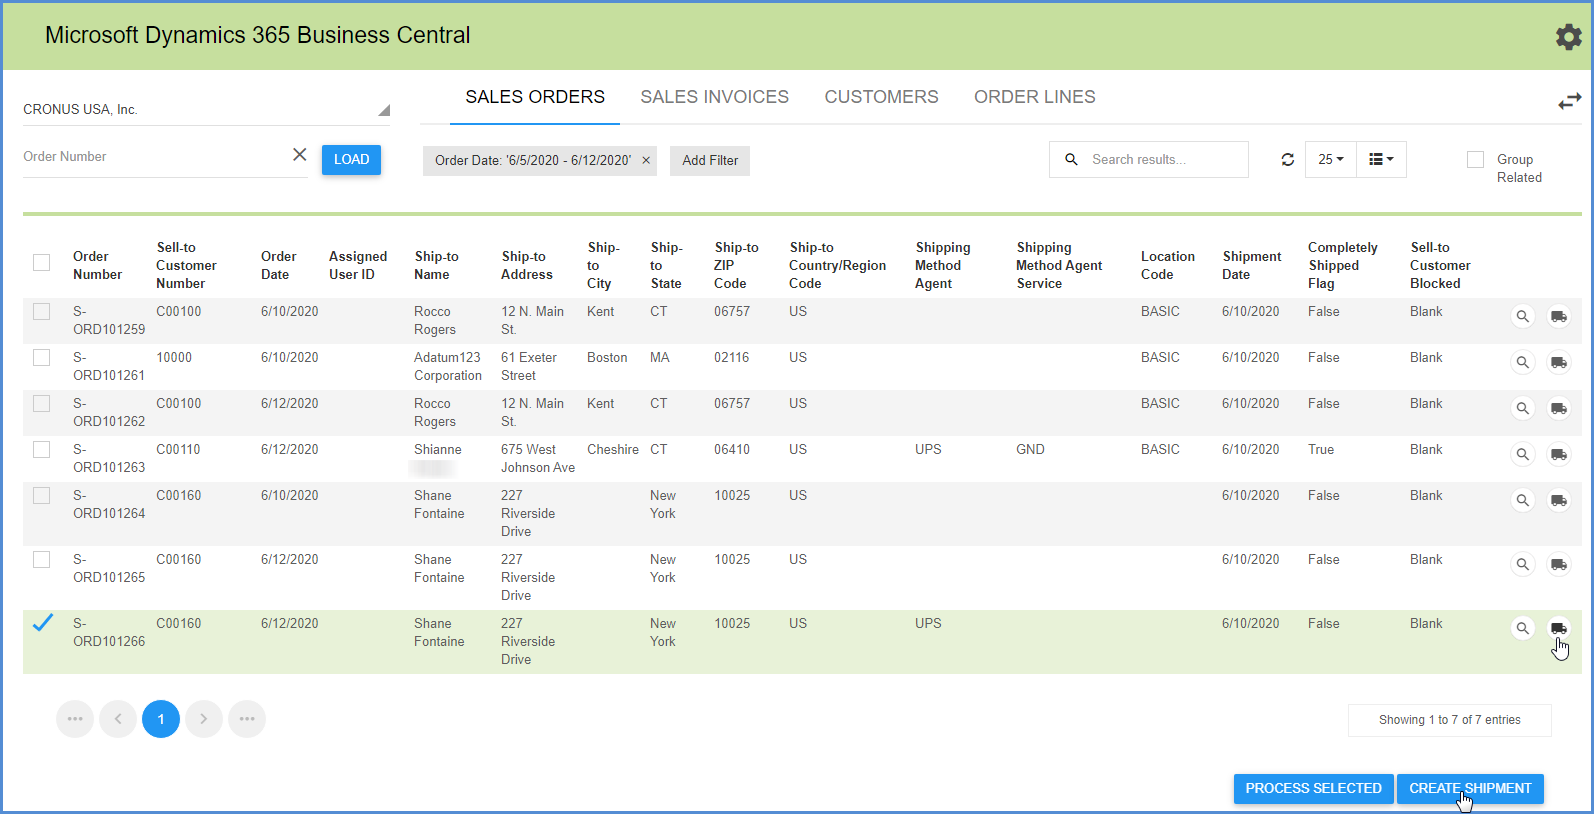 Microsoft Dynamics 365 Business Central
CRONUS USA, Inc.
SALES ORDERS SALES INVOICES CUSTOMERS ORDER LINES
Order Number LOAD
Order Date: '6/5/2020 - 6/12/2020' × Add Filter
Search results...
25
Group
Related
Order
Number
Sell-to
Customer
Number
Order
Date
Assigned
User ID
Ship-to
Name
Ship-to
Address
Ship-
to
City
Ship-
to
State
Ship-to
ZIP
Code
Ship-to
Country/Region
Code
Shipping
Method
Agent
Shipping
Method Agent
Service
Location
Code
Shipment
Date
Completely
Shipped
Flag
Sell-to
Customer
Blocked
S- C00100 6/10/2020 Rocco 12 N. Main Kent CT 06757 US BASIC 6/10/2020 False Blank
ORD101259 Rogers St.
S- 10000 6/10/2020 Adatum123 61 Exeter Boston MA 02116 US BASIC 6/10/2020 False Blank
ORD101261 Corporation Street
S- C00100 6/12/2020 Rocco 12 N. Main Kent CT 06757 US BASIC 6/10/2020 False Blank
ORD101262 Rogers St.
S- C00110 6/12/2020 Shianne 675 West Cheshire CT 06410 US UPS GND BASIC 6/10/2020 True Blank
ORD101263 Johnson Ave
S- C00160 6/10/2020 Shane 227 New 10025 US 6/10/2020 False Blank
ORD101264 Fontaine Riverside York
Drive
S- C00160 6/12/2020 Shane 227 New 10025 US 6/10/2020 False Blank
ORD101265 Fontaine Riverside York
Drive
S- C00160 6/12/2020 Shane 227 New 10025 US UPS 6/10/2020 False Blank
ORD101266 Fontaine Riverside York
Drive
1
Showing 1 to 7 of 7 entries
PROCESS SELECTED CREATE SHIPMENT